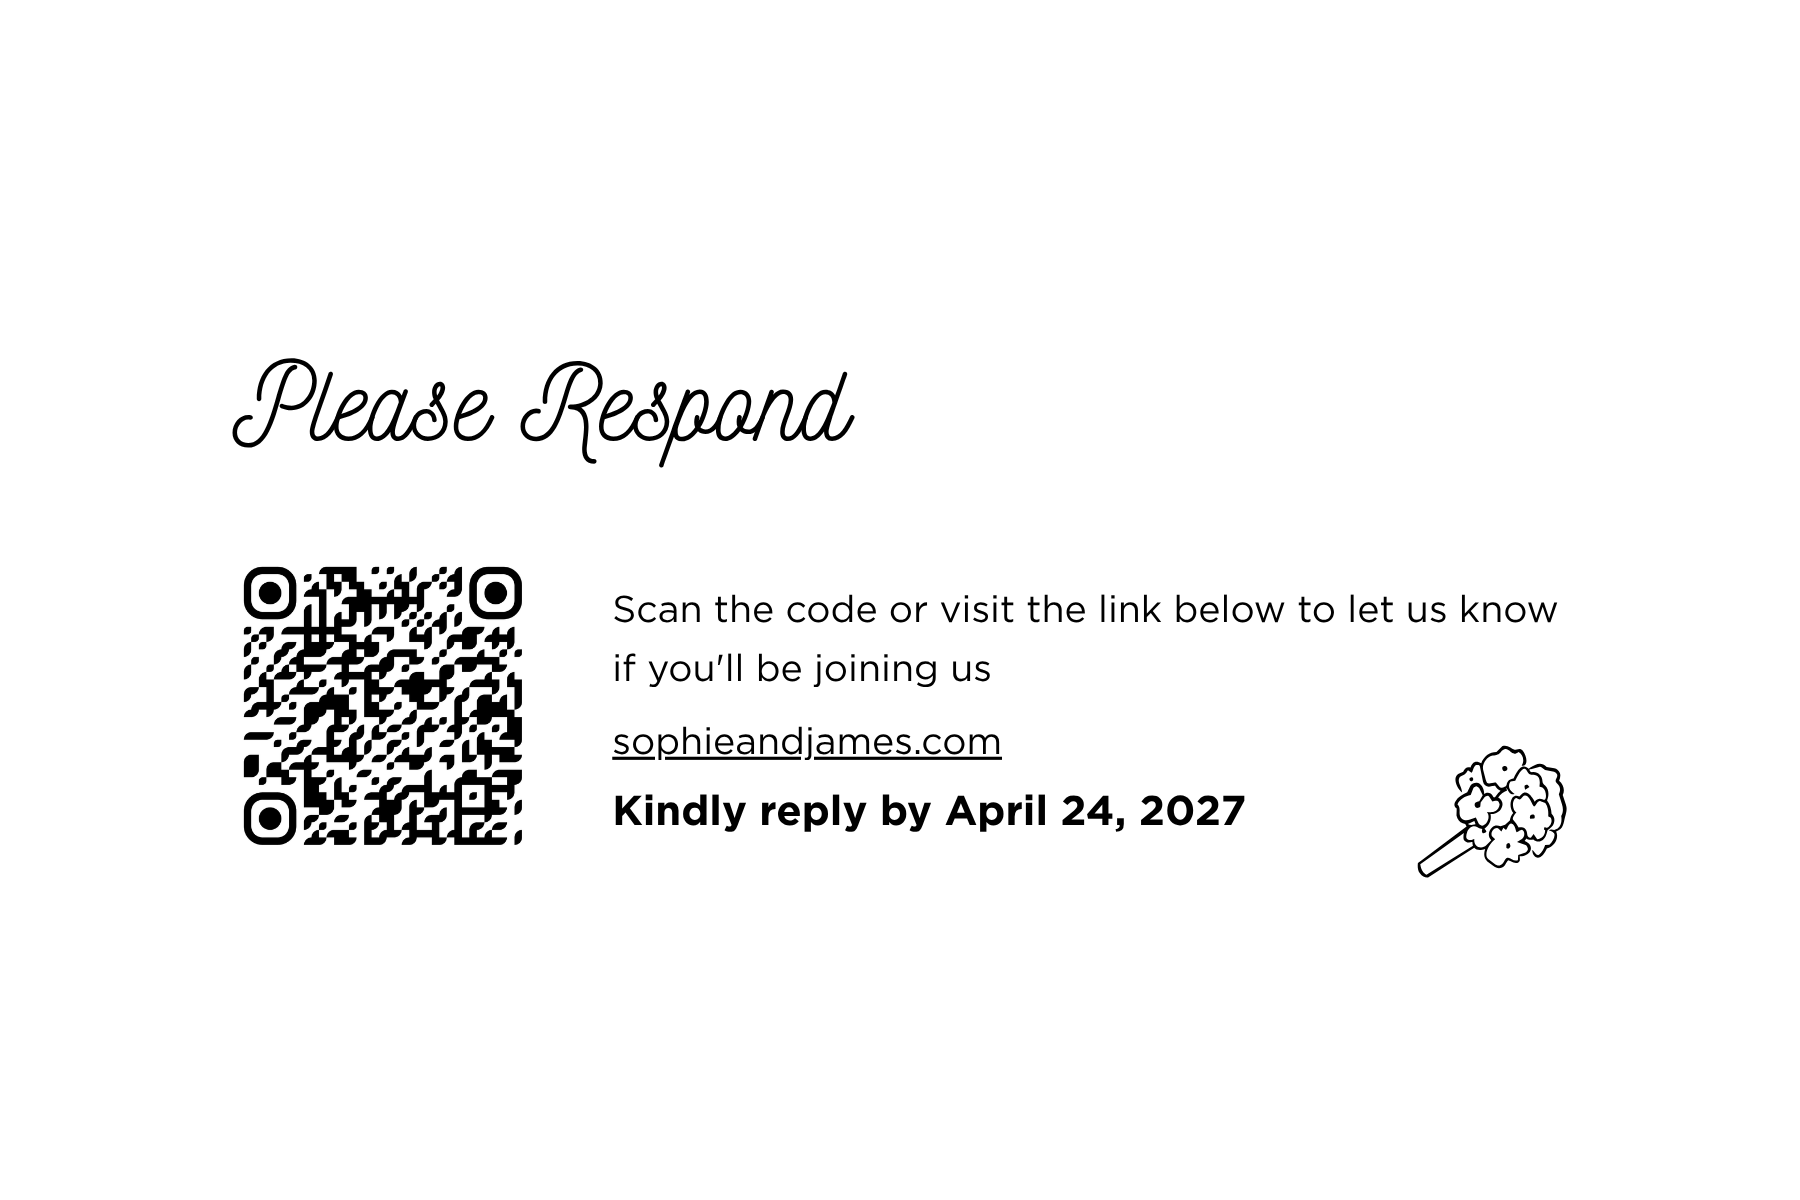 Please Respond
Scan the code or visit the link below to let us know
if you'll be joining us
sophieandjames.com
Kindly reply by April 24, 2027